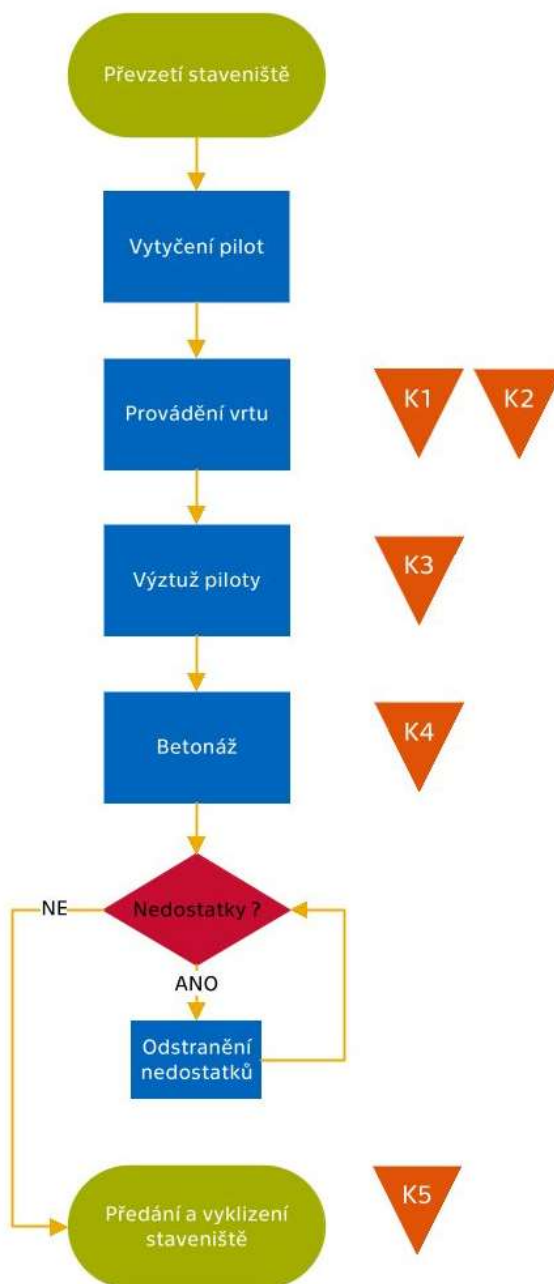 Převzetí staveniště
Vytyčení pilot
Provádění vrtu
K1
K2
Výztuž piloty
K3
Betonáž
K4
Nedostatky ?
NE
ANO
Odstranění
nedostatků
Předání a vyklizení
staveniště
K5